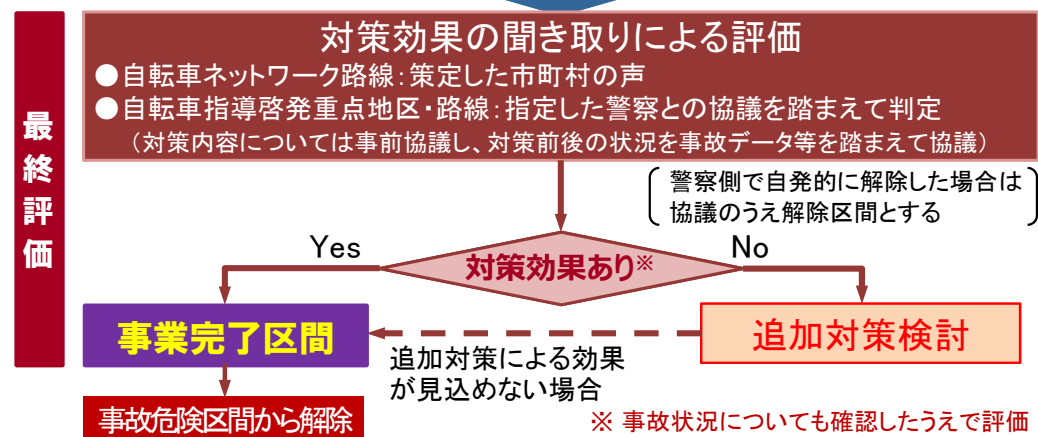 最終評価
対策効果の聞き取りによる評価
●自転車ネットワーク路線：策定した市町村の声
●自転車指導啓発重点地区・路線：指定した警察との協議を踏まえて判定
（対策内容については事前協議し、対策前後の状況を事故データ等を踏まえて協議）
警察側で自発的に解除した場合は
協議のうえ解除区間とする
Yes
対策効果あり※
No
事業完了区間
追加対策による効果
が見込めない場合
追加対策検討
事故危険区間から解除
※ 事故状況についても確認したうえで評価